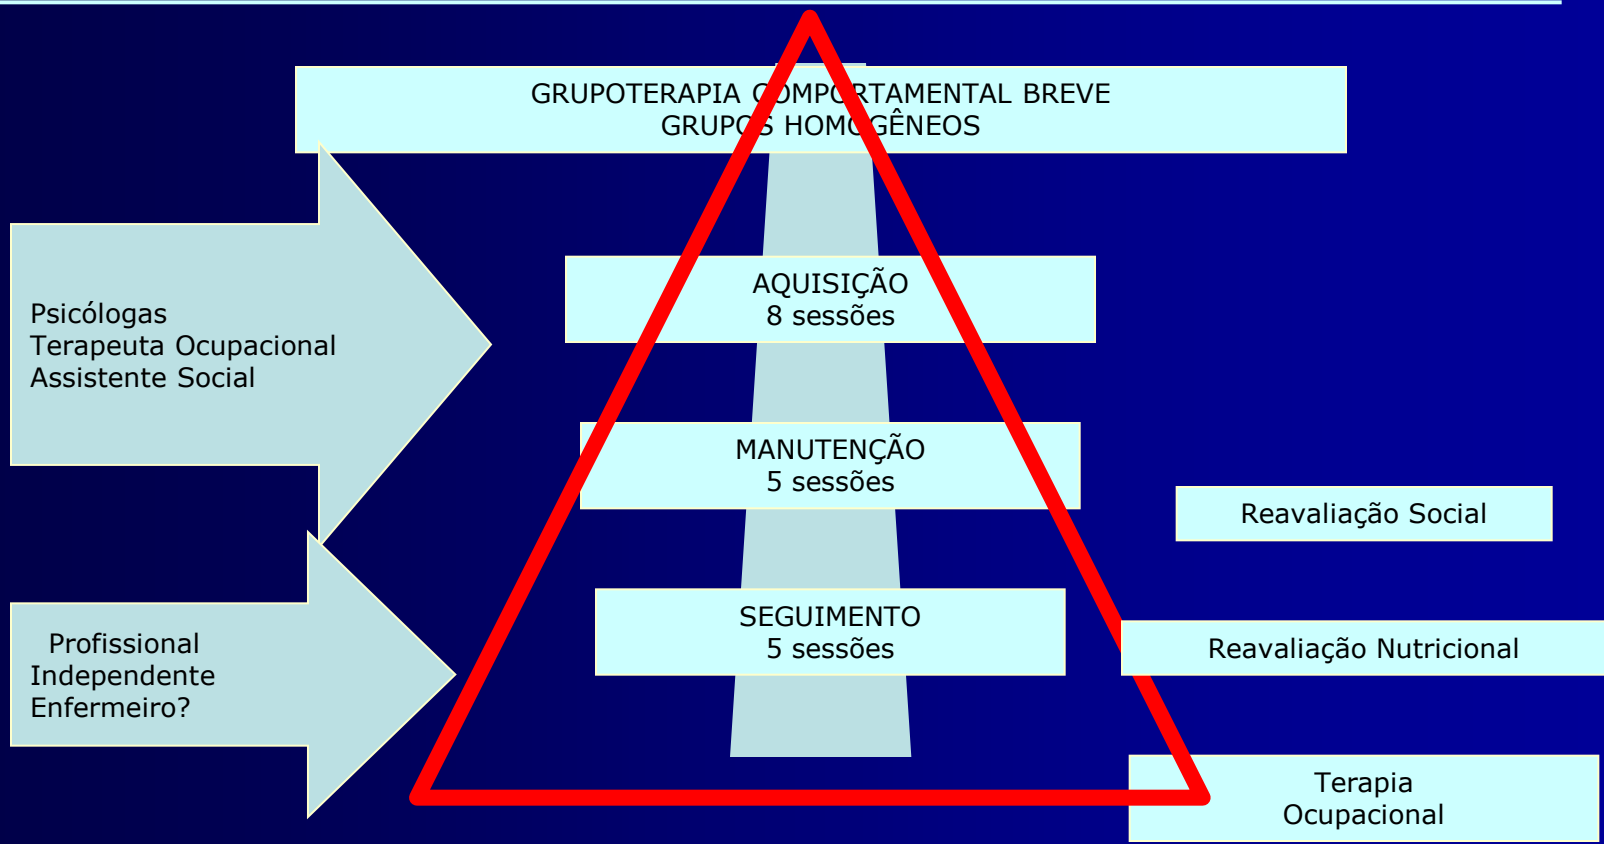 GRUPOTERAPIA COMPORTAMENTAL BREVE
GRUPOS HOMOGÊNEOS
Psicólogas
Terapeuta Ocupacional
Assistente Social
AQUISIÇÃO
8 sessões
MANUTENÇÃO
5 sessões
Reavaliação Social
SEGUIMENTO
5 sessões
Profissional
Independente
Enfermeiro?
Reavaliação Nutricional
Terapia
Ocupacional